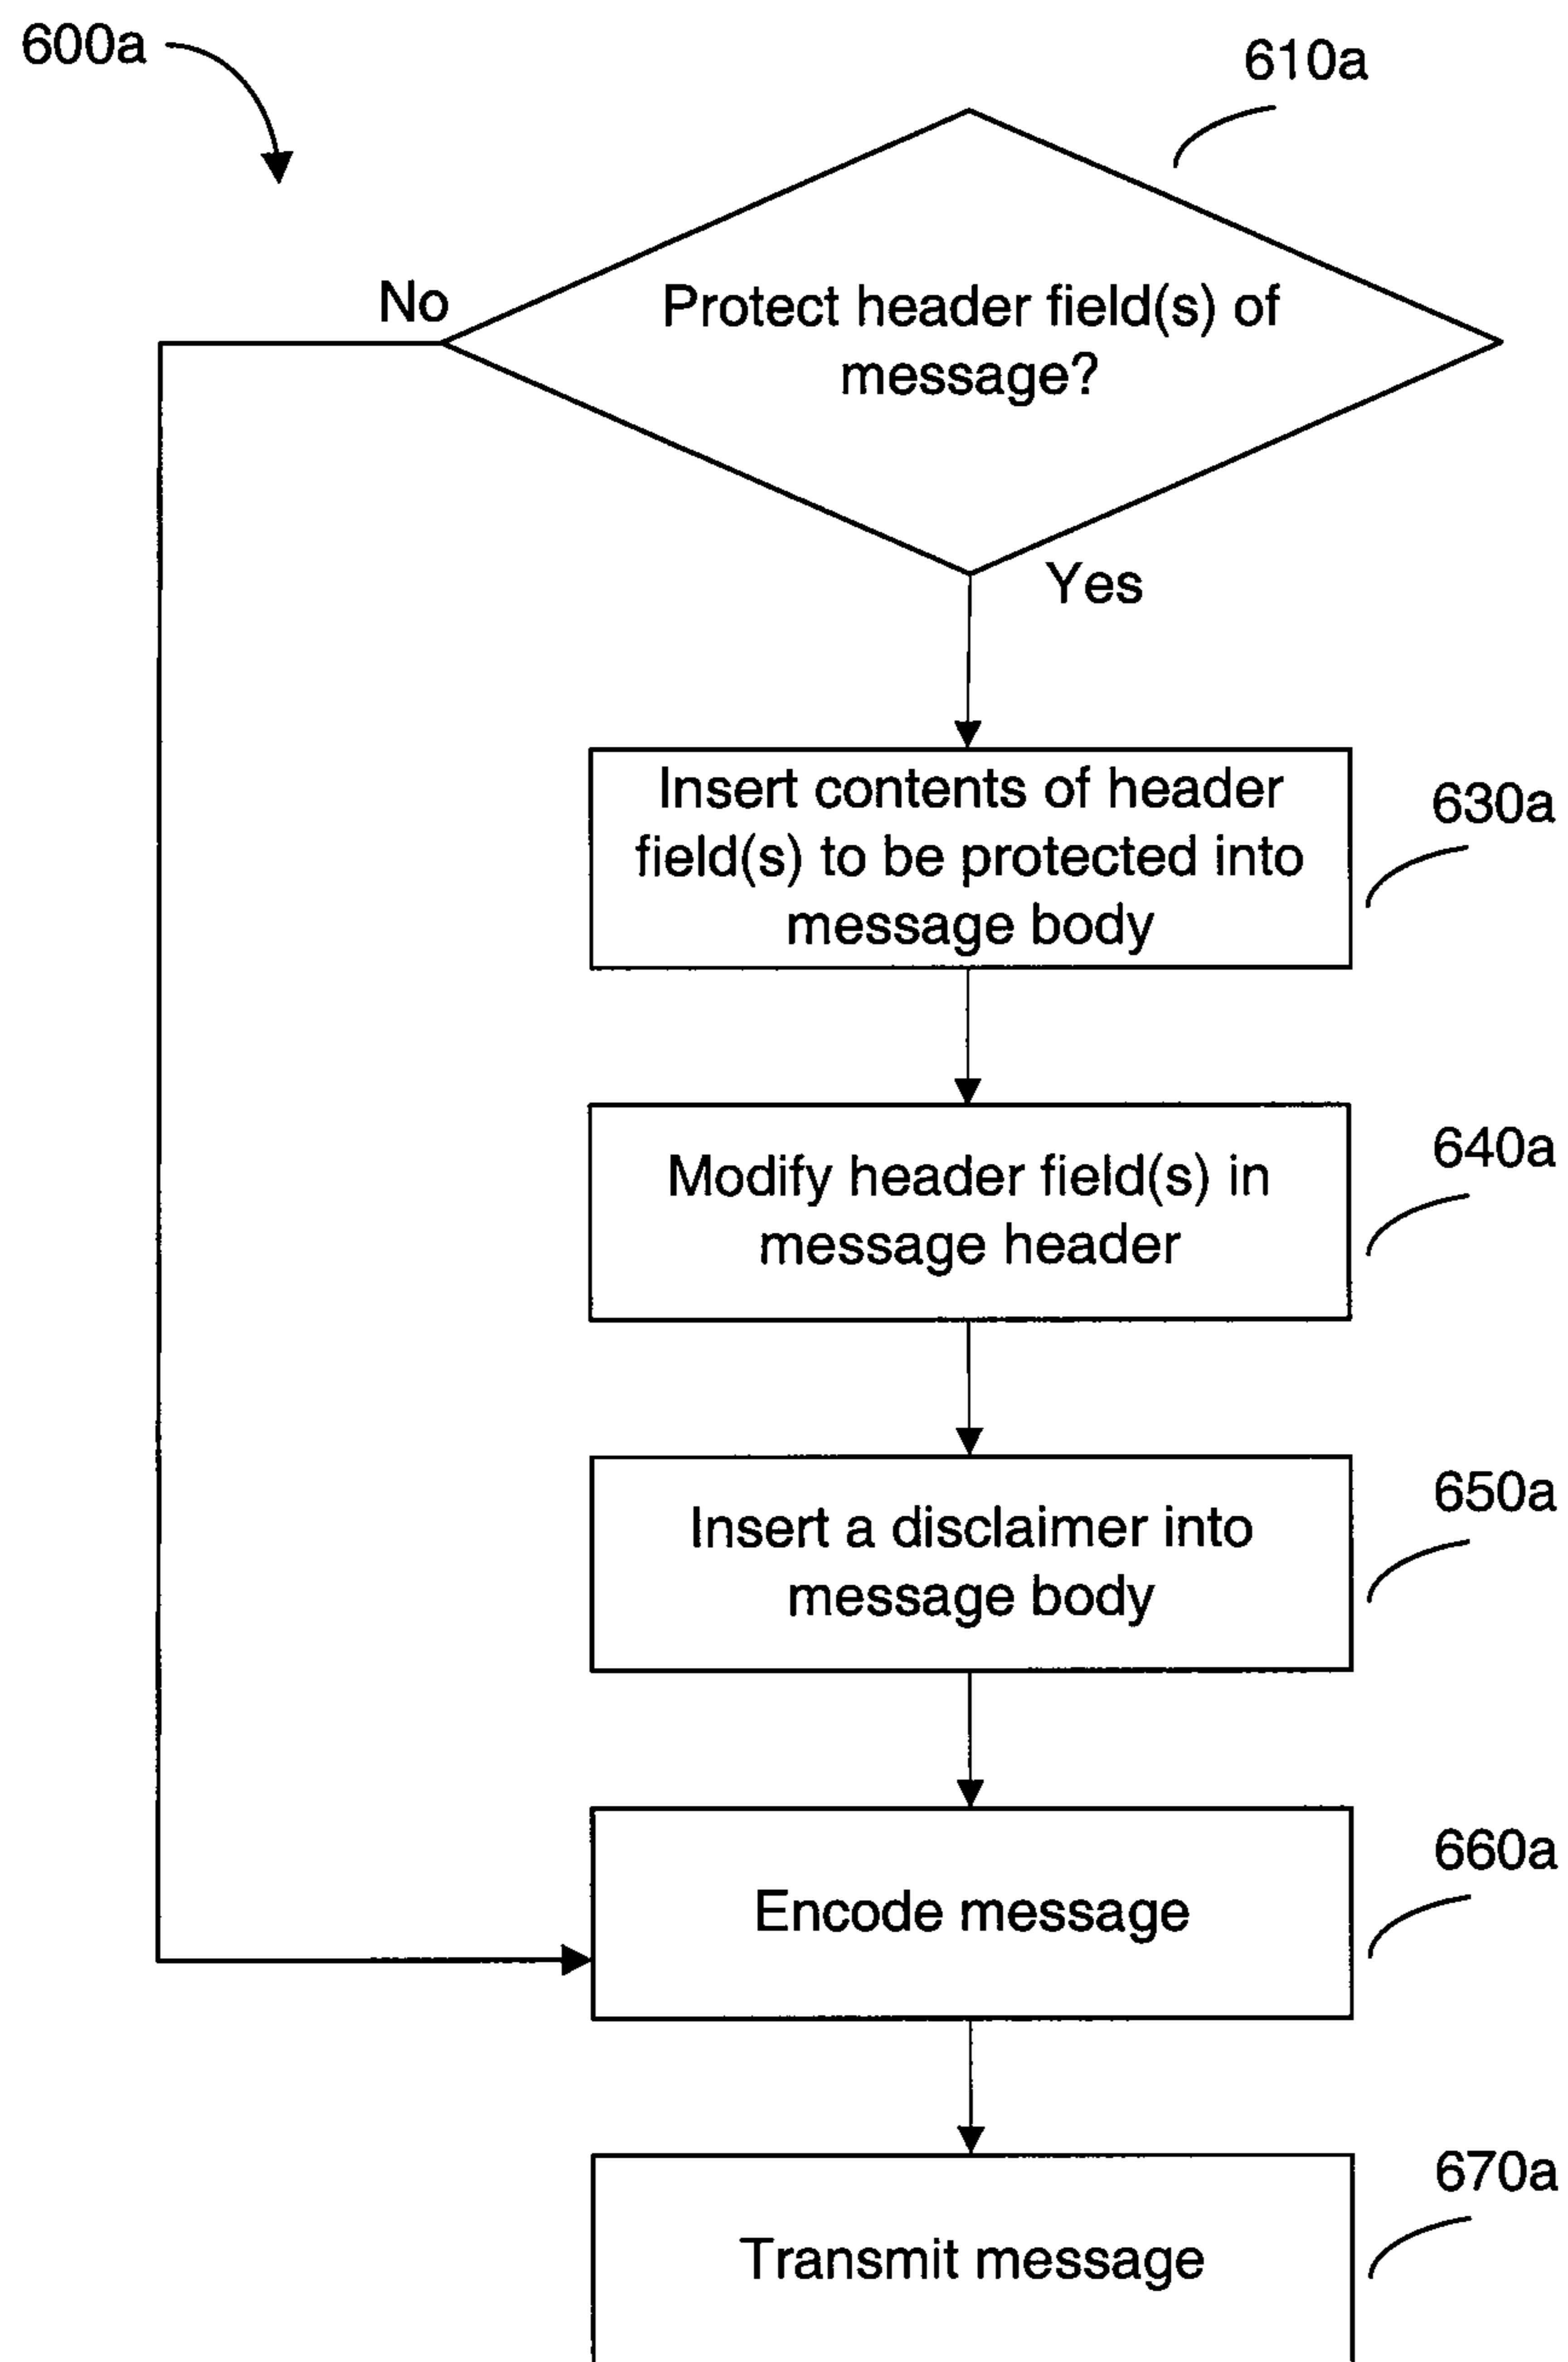 600a
610a
No
Protect header field(s) of
message?
Yes
Insert contents of header
field(s) to be protected into
message body
630a
Modify header field(s) in
message header
640a
Insert a disclaimer into
message body
650a
Encode message
660a
Transmit message
670a